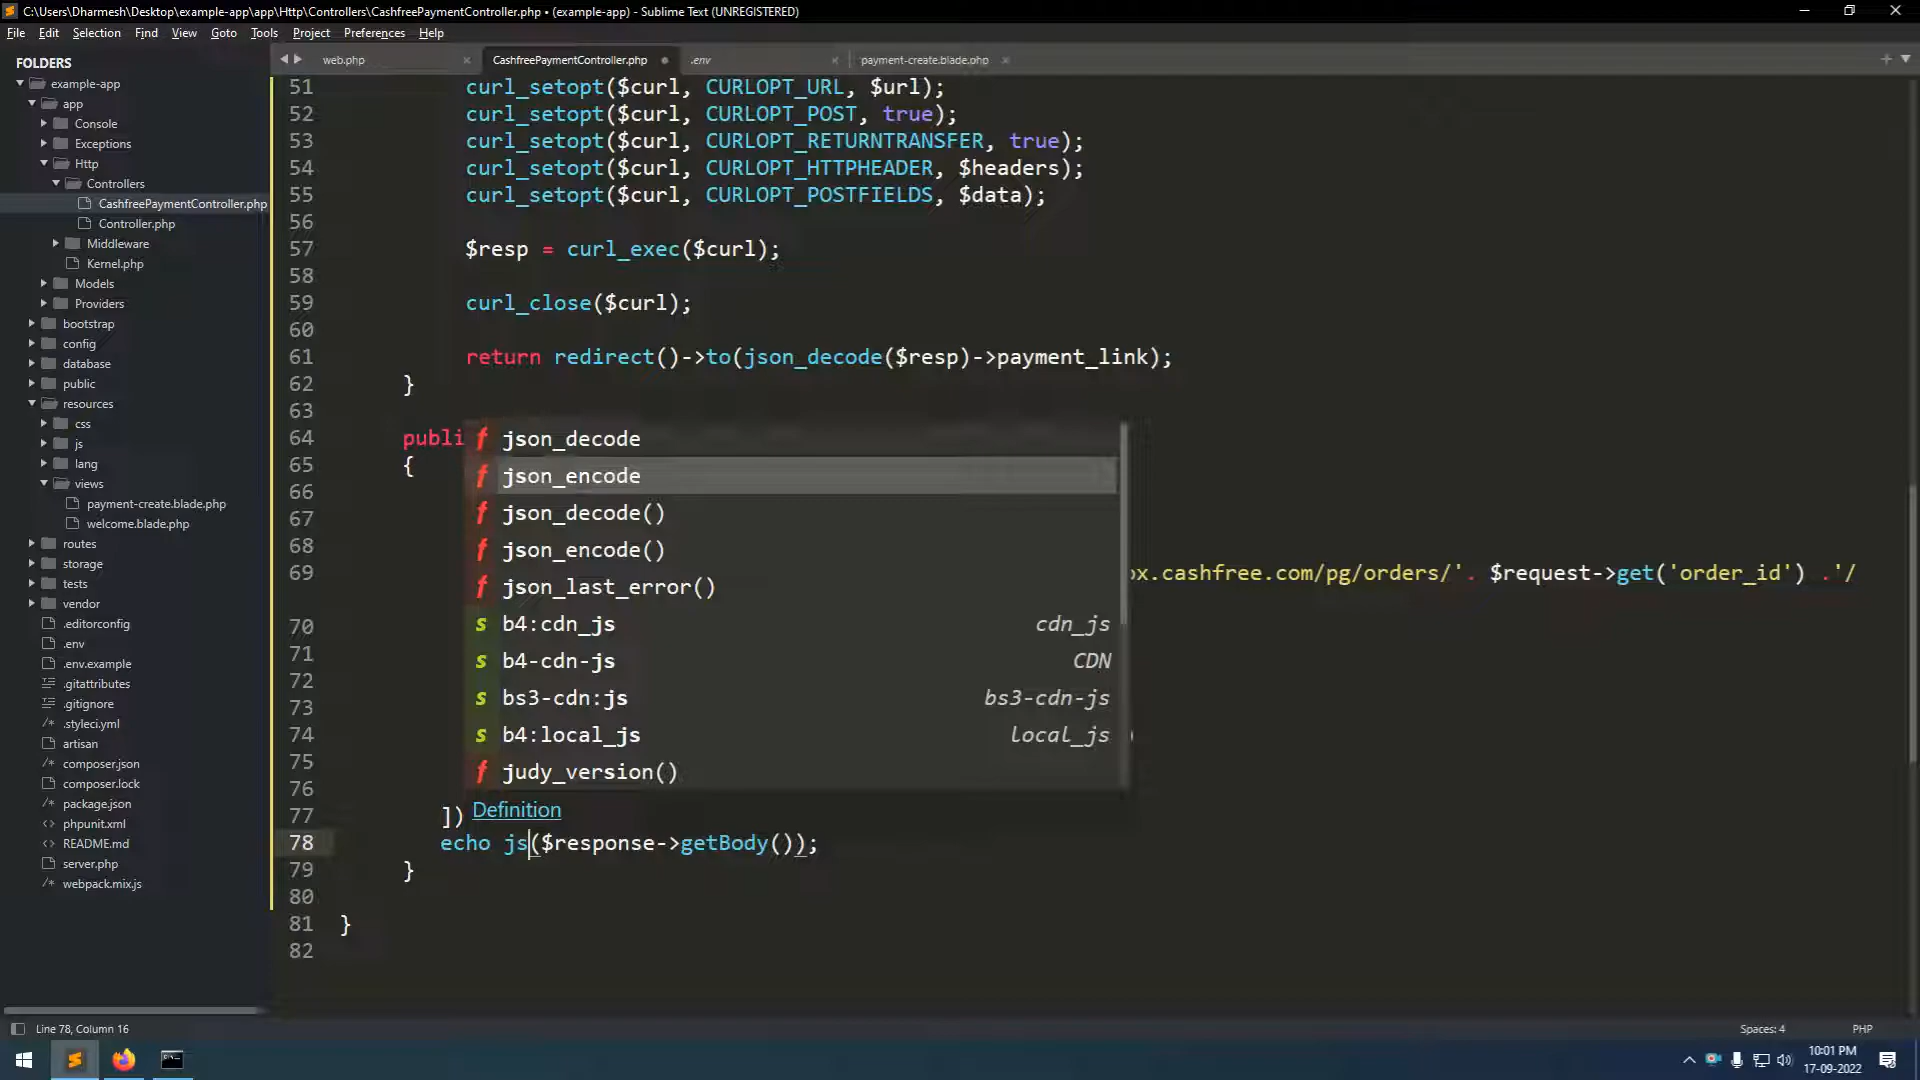 C:\Users\Dharmesh\Desktop\example-app\app\Http\Controllers\CashfreePaymentController.php • (example-app) - Sublime Text (UNREGISTERED)
File Edit Selection Find View Goto Tools Project Preferences Help
FOLDERS
example-app
app
Console
Exceptions
Http
Controllers
CashfreePaymentController.php
Controller.php
Middleware
Kernel.php
Models
Providers
bootstrap
config
database
public
resources
css
js
lang
views
payment-create.blade.php
welcome.blade.php
routes
storage
tests
vendor
.editorconfig
.env
.env.example
.gitattributes
.gitignore
.styleci.yml
artisan
composer.json
composer.lock
package.json
phpunit.xml
README.md
server.php
webpack.mix.js
web.php CashfreePaymentController.php .env payment-create.blade.php
51 curl_setopt($curl, CURLOPT_URL, $url);
52 curl_setopt($curl, CURLOPT_POST, true);
53 curl_setopt($curl, CURLOPT_RETURNTRANSFER, true);
54 curl_setopt($curl, CURLOPT_HTTPHEADER, $headers);
55 curl_setopt($curl, CURLOPT_POSTFIELDS, $data);
56
57 $resp = curl_exec($curl);
58
59 curl_close($curl);
60
61 return redirect()->to(json_decode($resp)->payment_link);
62 }
63
64 publi
65 {
66
67
68
69 x.cashfree.com/pg/orders/'. $request->get('order_id') .'/
70
71
72
73
74
75
76
77 ])
78 echo js($response->getBody());
79 }
80
81 }
82
f json_decode
f json_encode
f json_decode()
f json_encode()
f json_last_error()
s b4:cdn_js cdn_js
s b4-cdn-js CDN
s bs3-cdn:js bs3-cdn-js
s b4:local_js local_js
f judy_version()
Definition
Line 78, Column 16
Spaces: 4 PHP
10:01 PM
17-09-2022